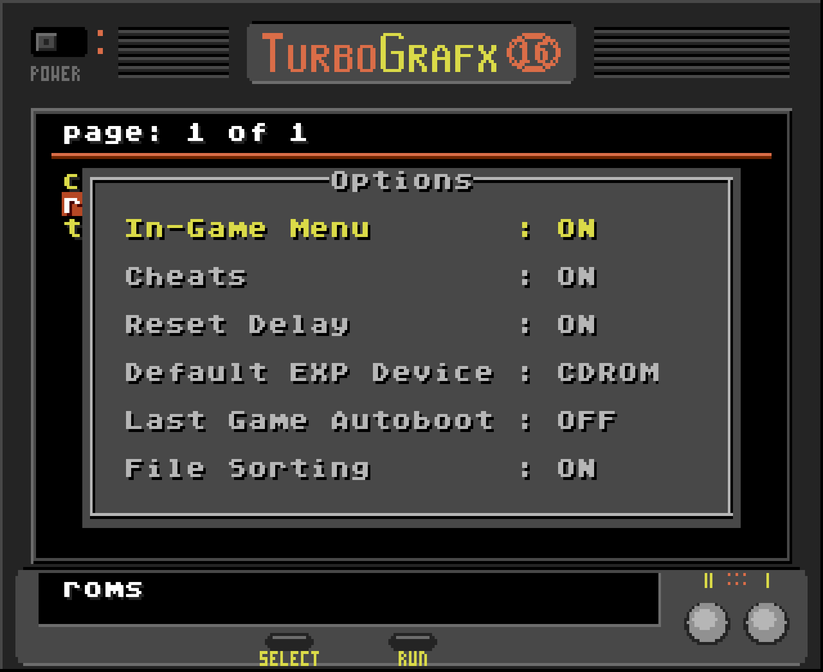 POWER
TURBOGRAFX 16
page: 1 of 1
c
r
t
Options
In-Game Menu : ON
Cheats : ON
Reset Delay : ON
Default EXP Device : CDROM
Last Game Autoboot : OFF
File Sorting : ON
roms
II I
SELECT RUN